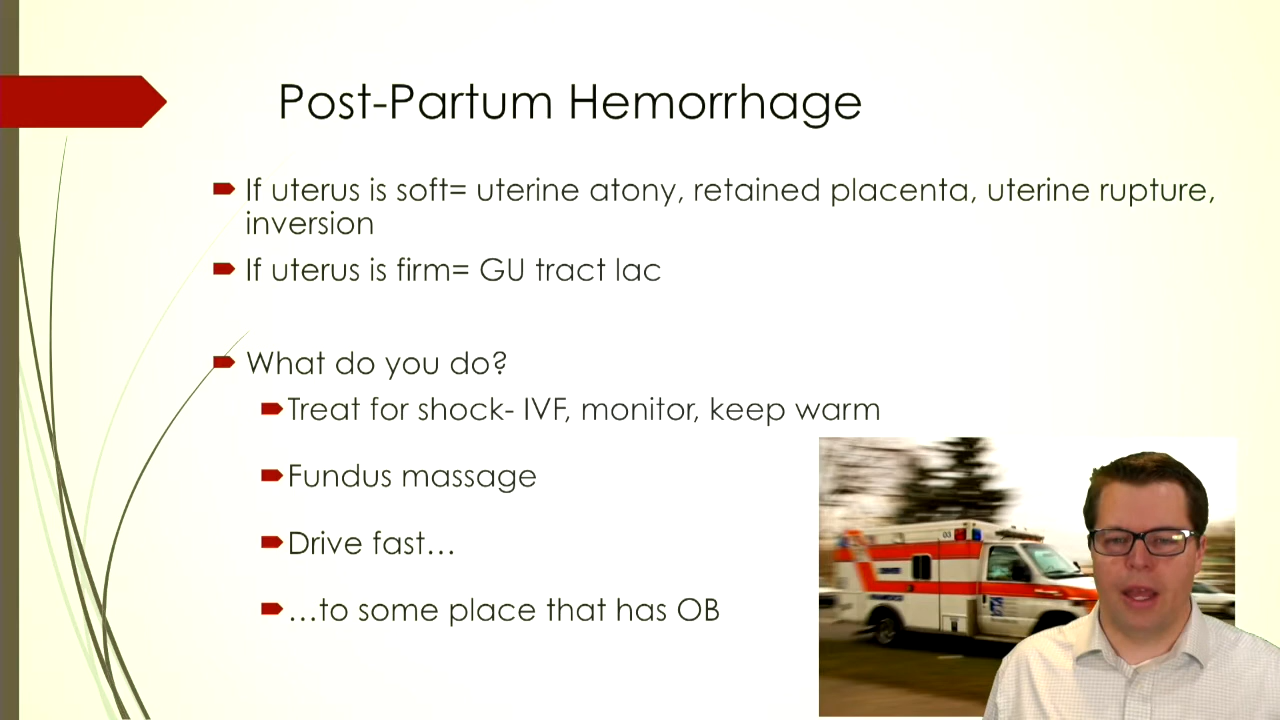 Post-Partum Hemorrhage
If uterus is soft= uterine atony, retained placenta, uterine rupture,
inversion
If uterus is firm= GU tract lac
What do you do?
Treat for shock- IVF, monitor, keep warm
Fundus massage
Drive fast…
…to some place that has OB
03